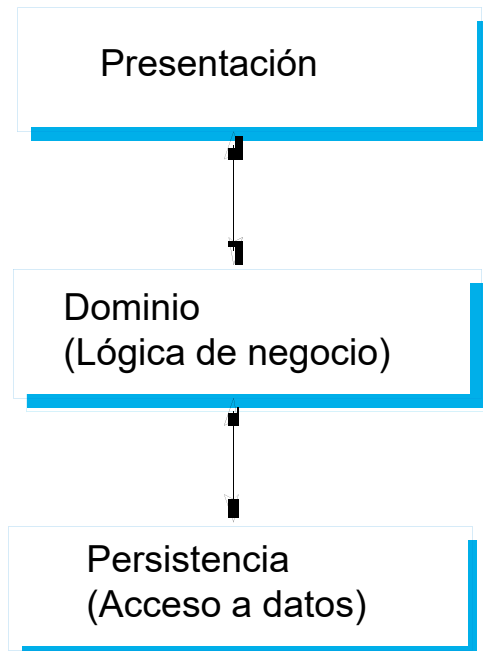 Presentación
Dominio
(Lógica de negocio)
Persistencia
(Acceso a datos)